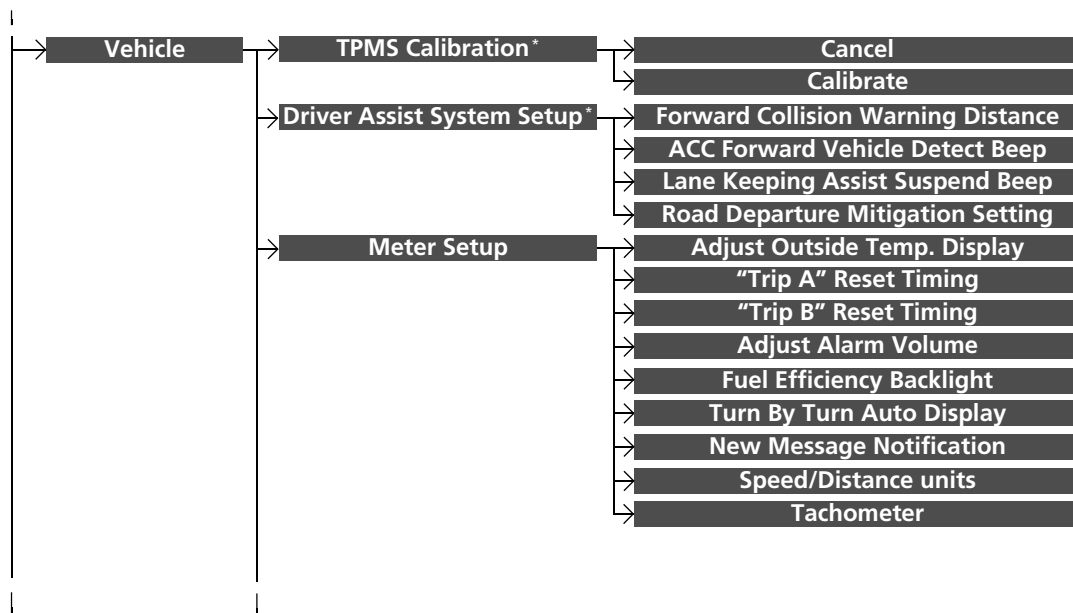 Vehicle
TPMS Calibration*
Cancel
Calibrate
Driver Assist System Setup*
Forward Collision Warning Distance
ACC Forward Vehicle Detect Beep
Lane Keeping Assist Suspend Beep
Road Departure Mitigation Setting
Meter Setup
Adjust Outside Temp. Display
“Trip A” Reset Timing
“Trip B” Reset Timing
Adjust Alarm Volume
Fuel Efficiency Backlight
Turn By Turn Auto Display
New Message Notification
Speed/Distance units
Tachometer